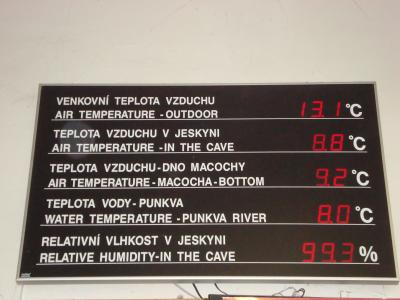 VENKOVNÍ TEPLOTA VZDUCHU
AIR TEMPERATURE - OUTDOOR 13.1 °C
TEPLOTA VZDUCHU V JESKYNI
AIR TEMPERATURE - IN THE CAVE 8.8 °C
TEPLOTA VZDUCHU - DNO MACOCHY
AIR TEMPERATURE - MACOCHA - BOTTOM 9.2 °C
TEPLOTA VODY - PUNKVA
WATER TEMPERATURE - PUNKVA RIVER 8.0 °C
RELATIVNÍ VLHKOST V JESKYNI
RELATIVE HUMIDITY - IN THE CAVE 99.3 %